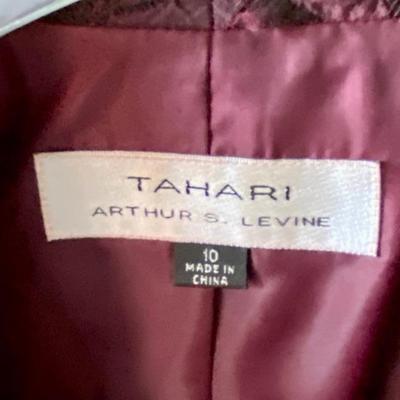 TAHARI
ARTHUR S. LEVINE
10
MADE IN
CHINA